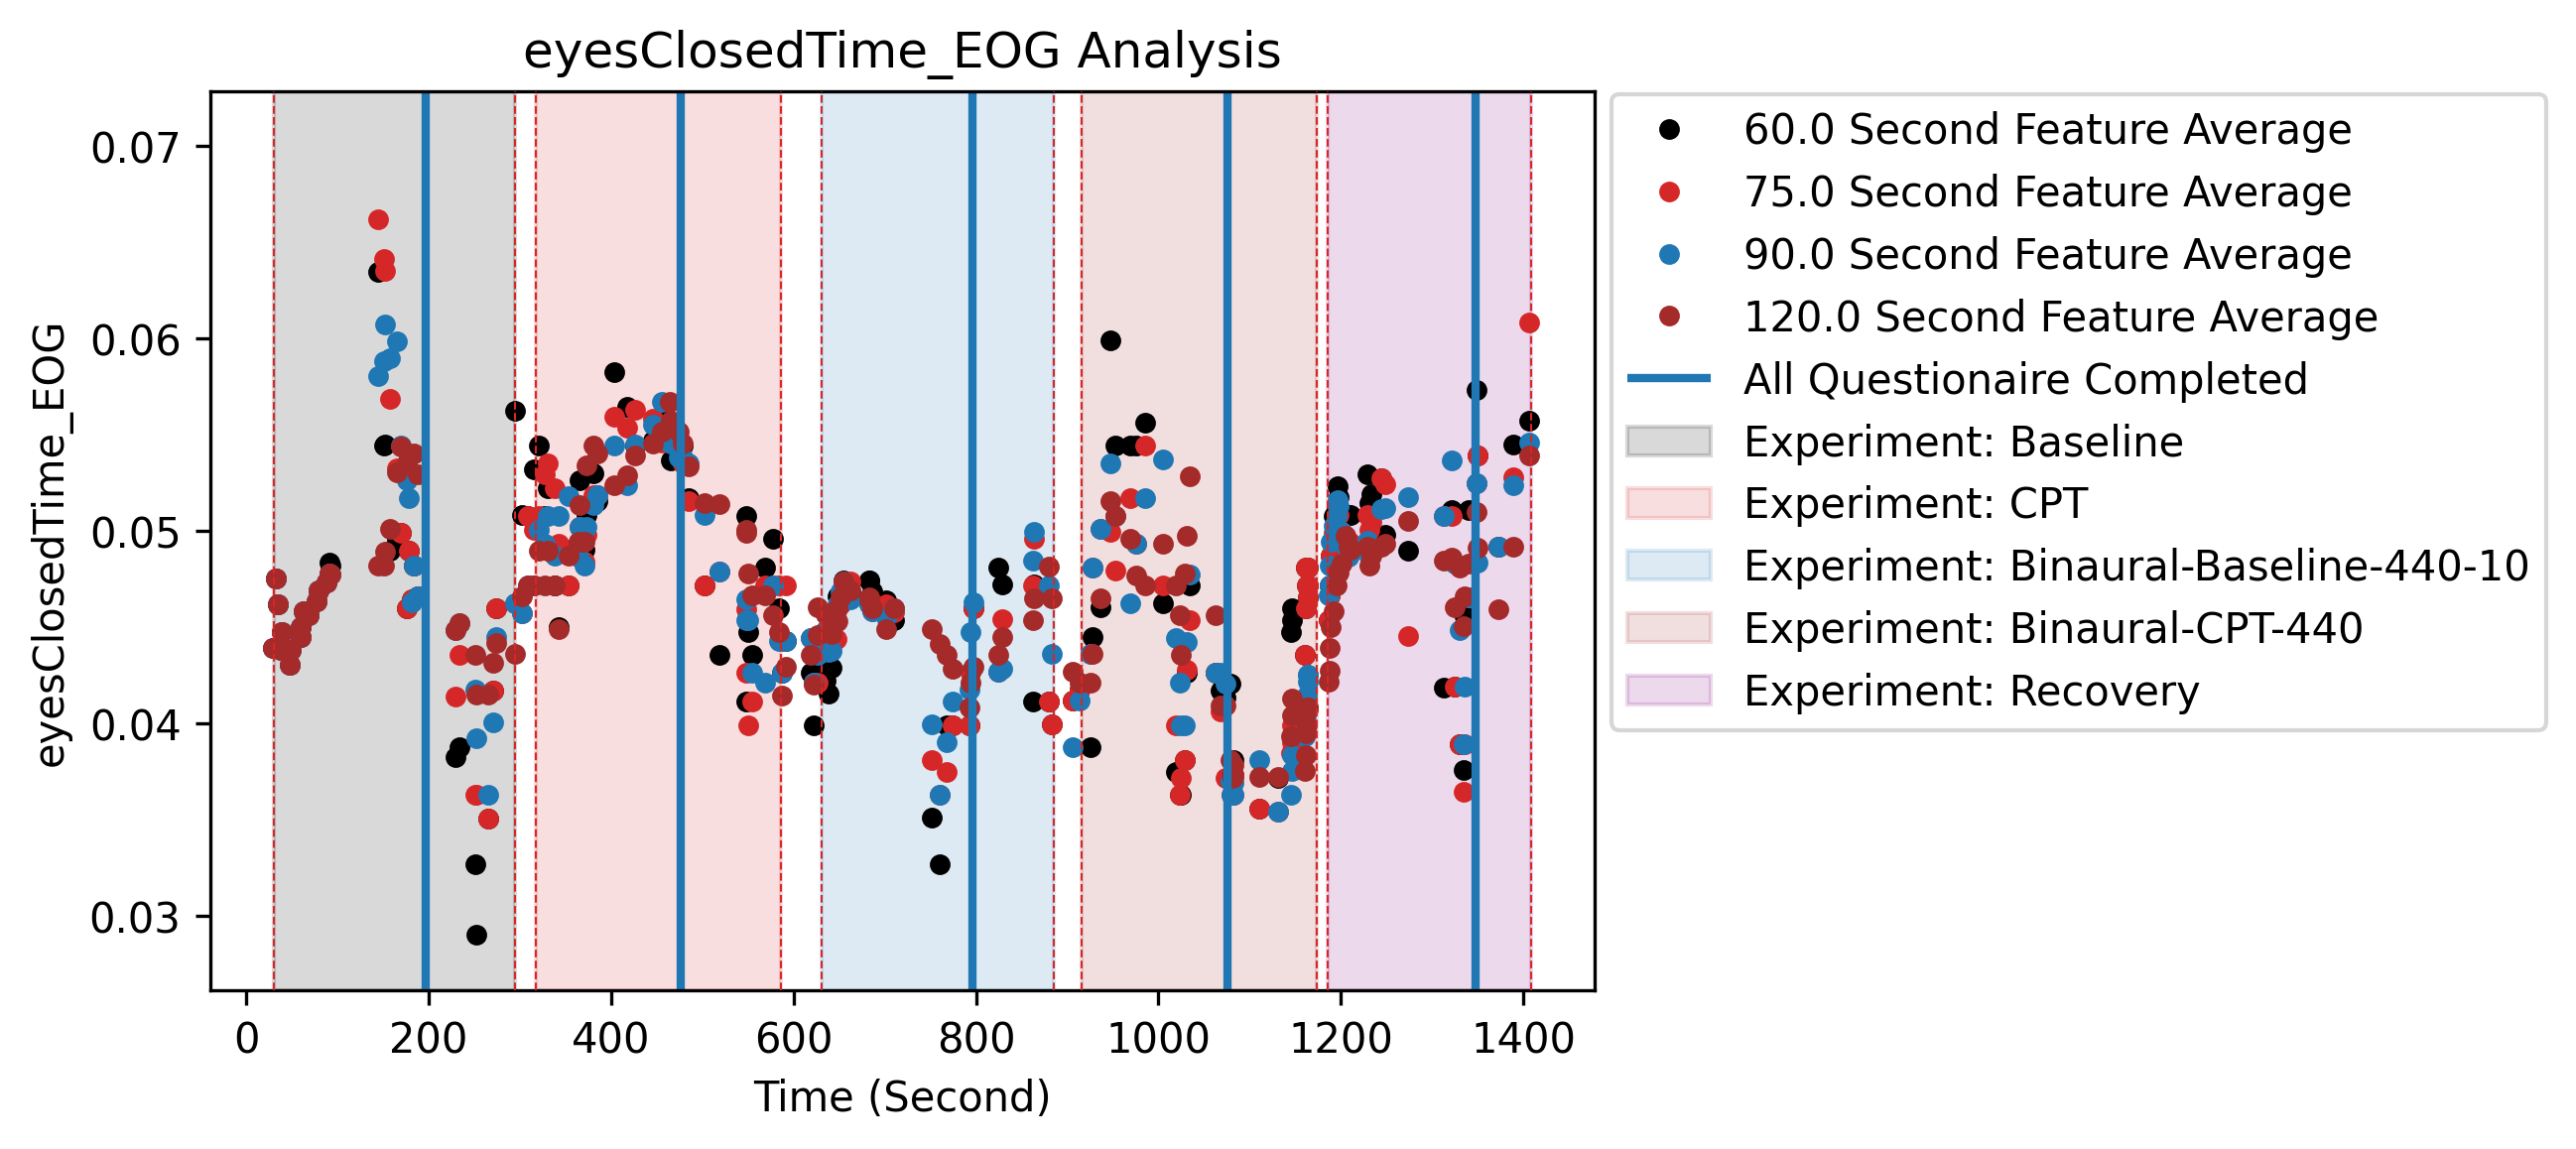 eyesClosedTime_EOG Analysis
eyesClosedTime_EOG
0.07
0.06
0.05
0.04
0.03
0 200 400 600 800 1000 1200 1400
Time (Second)
60.0 Second Feature Average
75.0 Second Feature Average
90.0 Second Feature Average
120.0 Second Feature Average
All Questionaire Completed
Experiment: Baseline
Experiment: CPT
Experiment: Binaural-Baseline-440-10
Experiment: Binaural-CPT-440
Experiment: Recovery